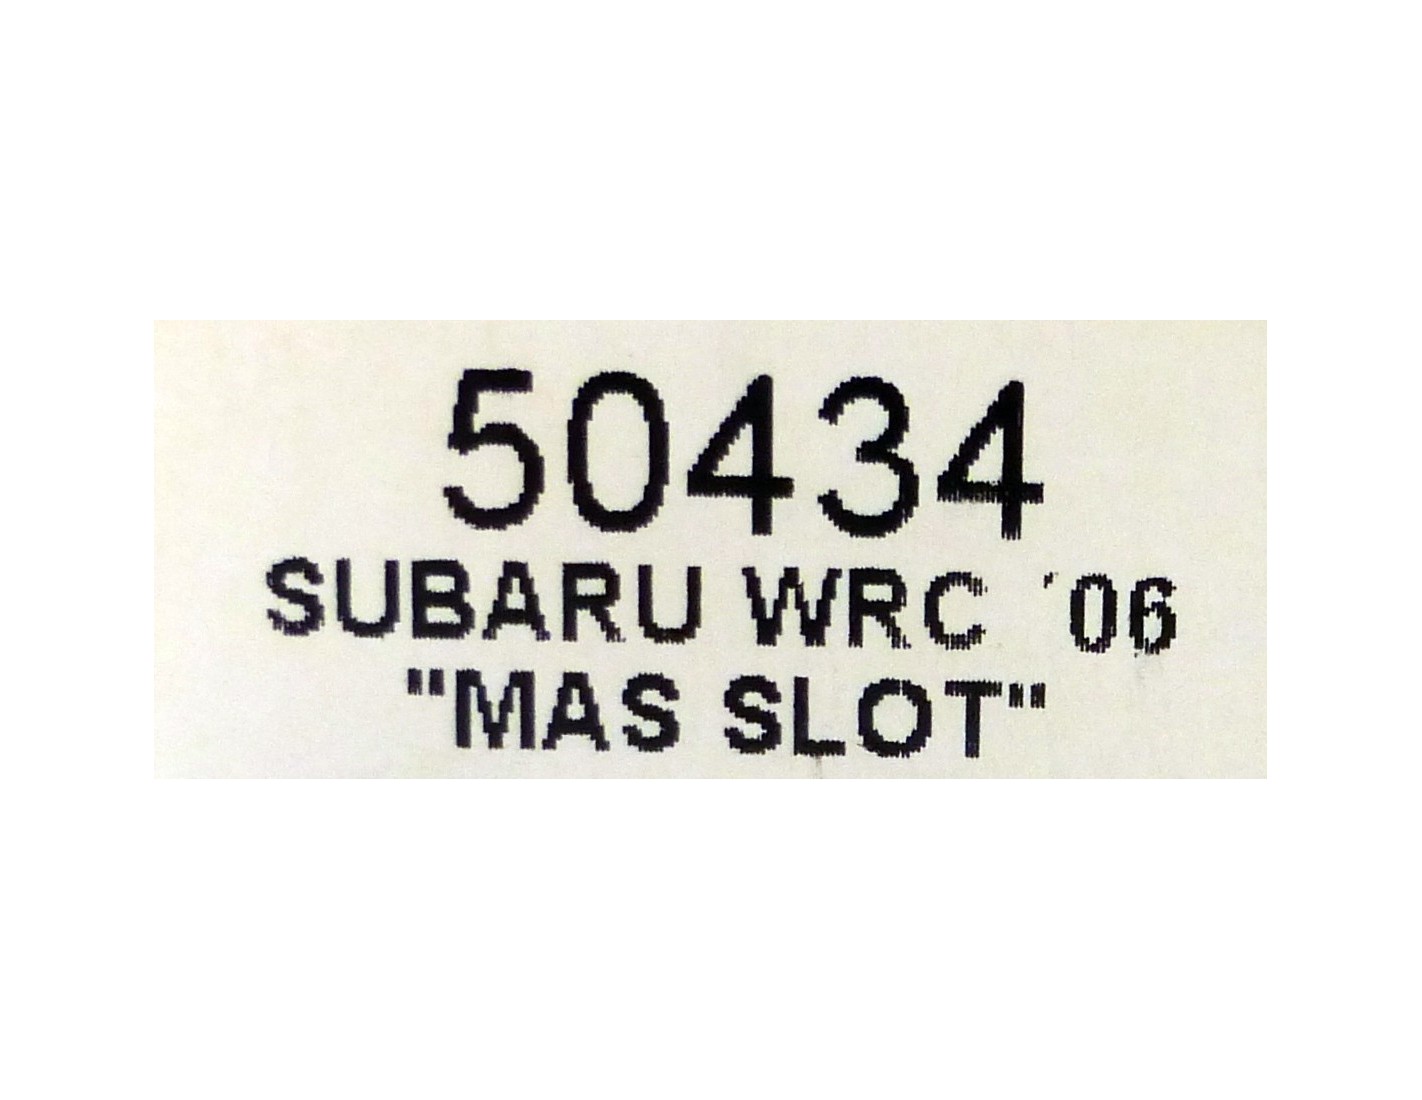 50434
SUBARU WRC ´06
"MAS SLOT"